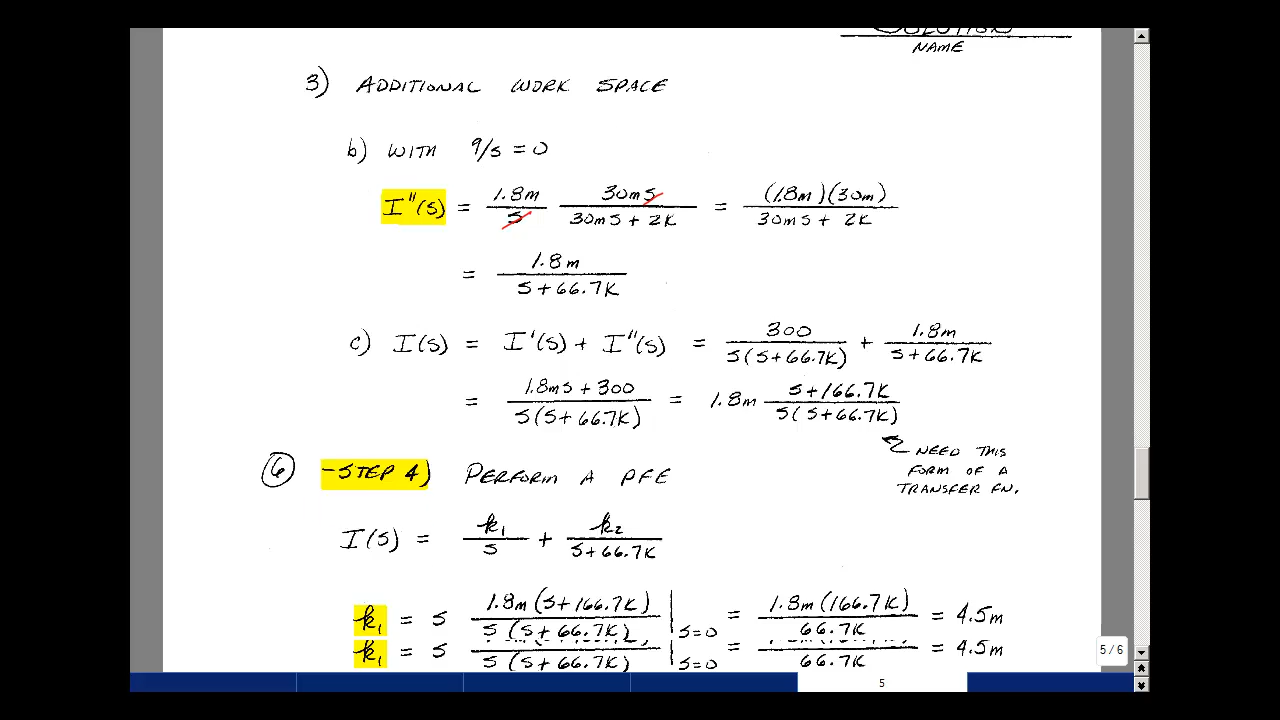 SOLUTION
NAME
3) ADDITIONAL WORK SPACE
b) WITH 9/s = 0
I''(s) = 1.8m/s 30ms/(30ms + 2K) = (1.8m)(30m)/(30ms + 2K)
= 1.8m/(s + 66.7K)
c) I(s) = I'(s) + I''(s) = 300/(s(s+66.7K)) + 1.8m/(s+66.7K)
= (1.8ms + 300)/(s(s+66.7K)) = 1.8m (s+166.7K)/(s(s+66.7K))
NEED THIS
FORM OF A
TRANSFER FN.
6 -STEP 4) PERFORM A PFE
I(s) = k1/s + k2/(s+66.7K)
k1 = s 1.8m(s+166.7K)/(s(s+66.7K)) | s=0 = 1.8m(166.7K)/66.7K = 4.5m
k1 = s /(s(s+66.7K)) | s=0 = /66.7K = 4.5m
5 / 6
5